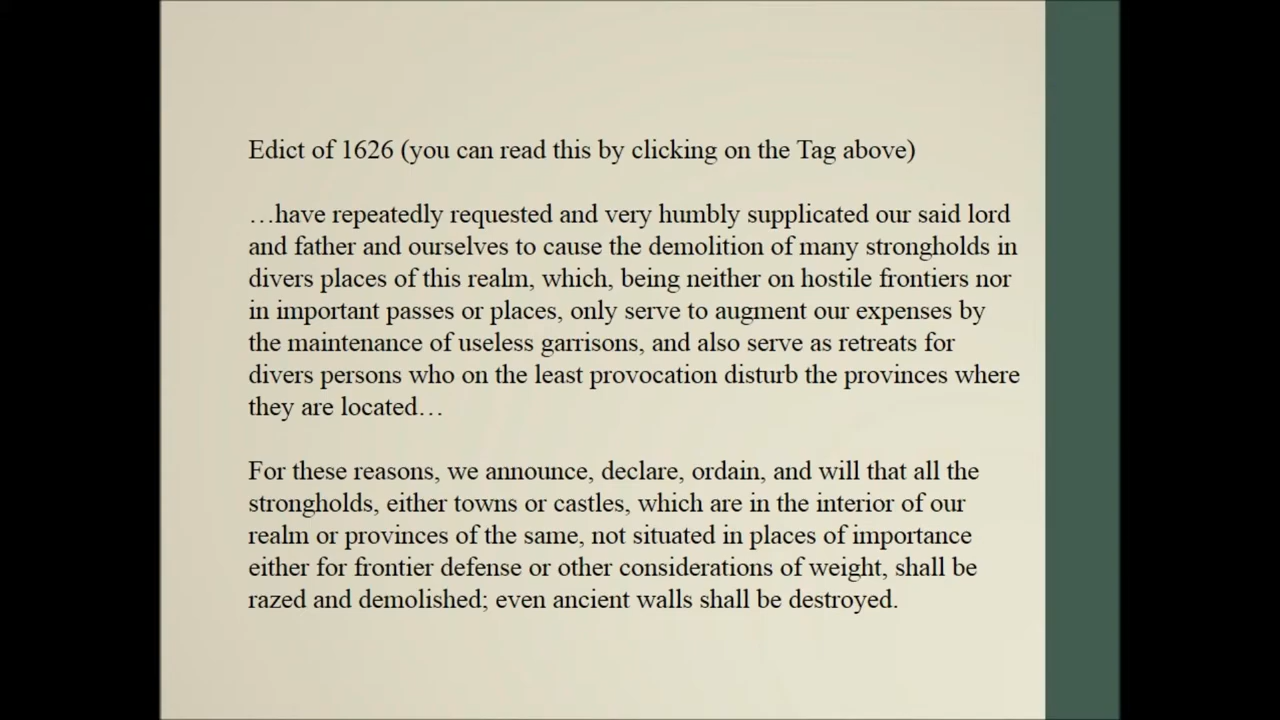 Edict of 1626 (you can read this by clicking on the Tag above)
…have repeatedly requested and very humbly supplicated our said lord
and father and ourselves to cause the demolition of many strongholds in
divers places of this realm, which, being neither on hostile frontiers nor
in important passes or places, only serve to augment our expenses by
the maintenance of useless garrisons, and also serve as retreats for
divers persons who on the least provocation disturb the provinces where
they are located…
For these reasons, we announce, declare, ordain, and will that all the
strongholds, either towns or castles, which are in the interior of our
realm or provinces of the same, not situated in places of importance
either for frontier defense or other considerations of weight, shall be
razed and demolished; even ancient walls shall be destroyed.